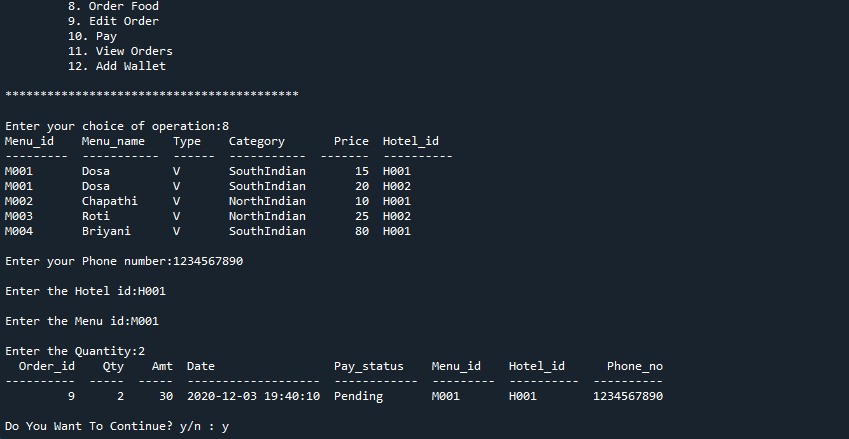 8. Order Food
9. Edit Order
10. Pay
11. View Orders
12. Add Wallet
******************************************
Enter your choice of operation:8
Menu_id    Menu_name    Type    Category       Price  Hotel_id
---------  -----------  ------  -----------  -------  ----------
M001       Dosa         V       SouthIndian       15  H001
M001       Dosa         V       SouthIndian       20  H002
M002       Chapathi     V       NorthIndian       10  H001
M003       Roti         V       NorthIndian       25  H002
M004       Briyani      V       SouthIndian       80  H001
Enter your Phone number:1234567890
Enter the Hotel id:H001
Enter the Menu id:M001
Enter the Quantity:2
  Order_id    Qty    Amt  Date                 Pay_status    Menu_id    Hotel_id      Phone_no
----------  -----  -----  -------------------  ------------  ---------  ----------  ----------
         9      2     30  2020-12-03 19:40:10  Pending       M001       H001        1234567890
Do You Want To Continue? y/n : y